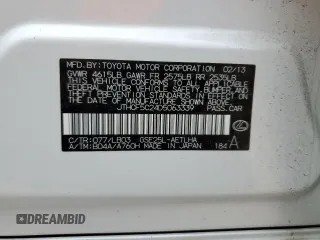 MFD.BY:TOYOTA MOTOR CORPORATION 02/13
GVWR 4615LB GAWR FR 2575LB RR 2535LB
THIS VEHICLE CONFORMS TO ALL APPLICABLE
FEDERAL MOTOR VEHICLE SAFETY, BUMPER,
AND THEFT PREVENTION STANDARDS IN EFFECT
ON THE DATE OF MANUFACTURE SHOWN ABOVE.
JTHCF5C24D5063339 PASS.CAR
C/TR:077/LB03 GSE25L-AETLHA
A/TM:B04A/A760H MADE IN JAPAN 184 A
DREAMBID